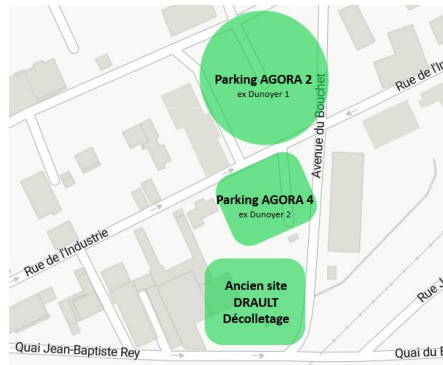 Parking AGORA 2
ex Dunoyer 1
Rue de l'In
Avenue du Bouchet
Parking AGORA 4
ex Dunoyer 2
Rue de l'Industrie
Ancien site
DRAULT
Décolletage
Rue J
Quai Jean-Baptiste Rey
Quai du B